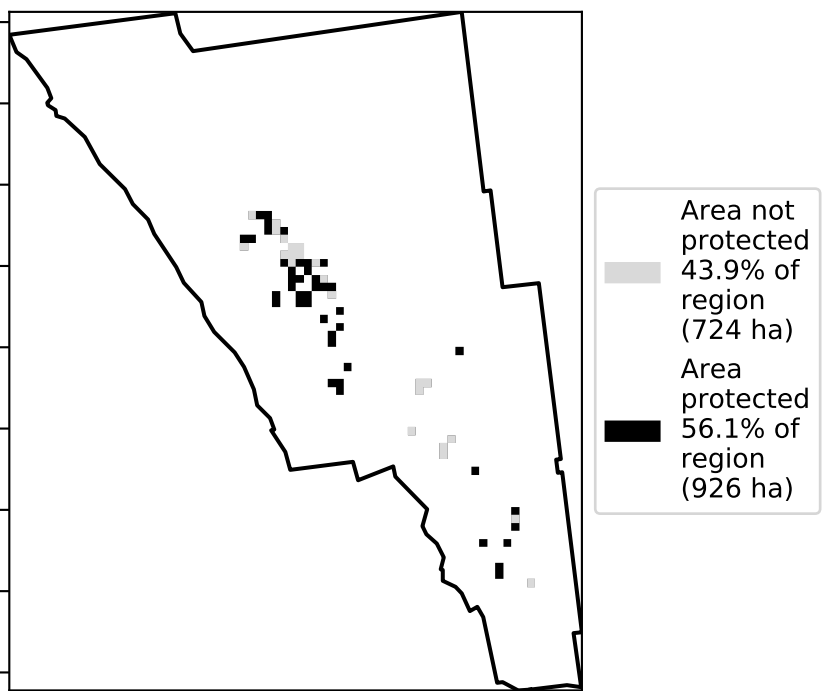 Area not
protected
43.9% of
region
(724 ha)
Area
protected
56.1% of
region
(926 ha)